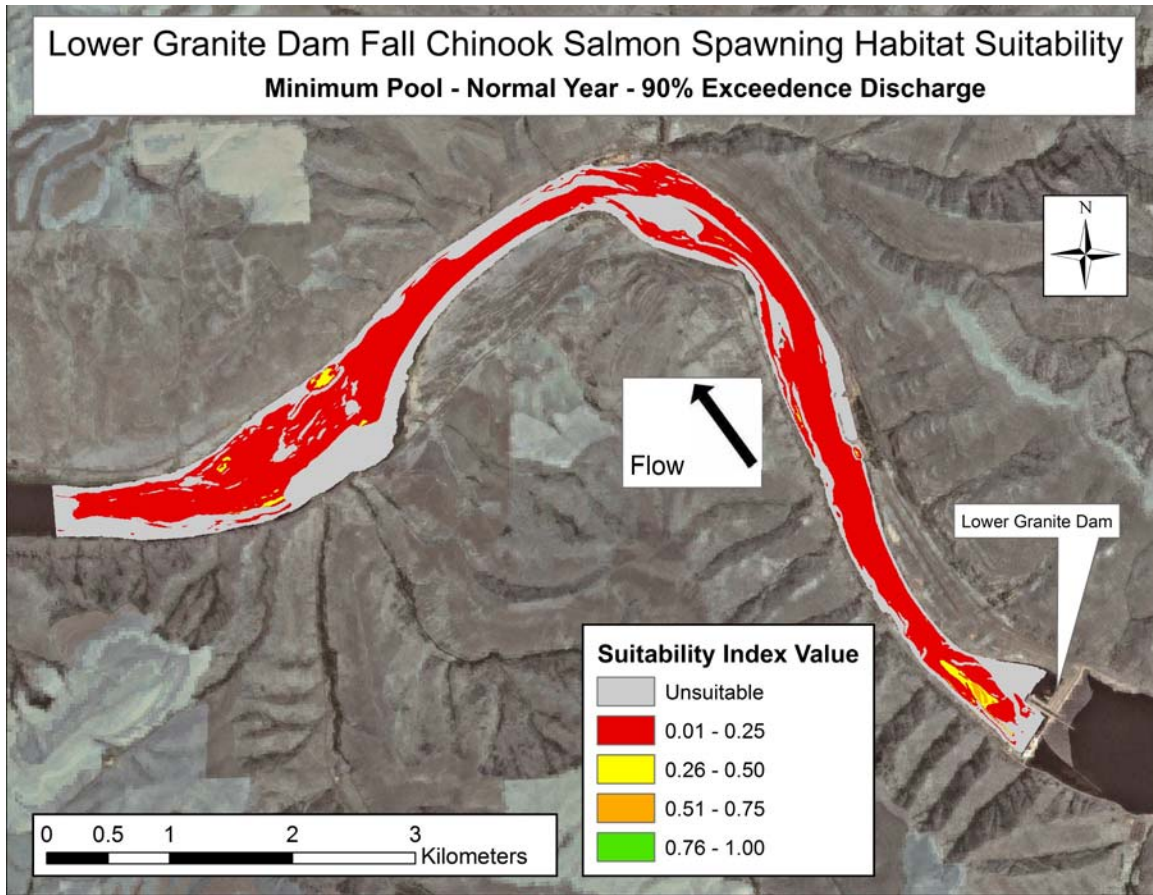 Lower Granite Dam Fall Chinook Salmon Spawning Habitat Suitability
Minimum Pool - Normal Year - 90% Exceedence Discharge
N
Flow
Lower Granite Dam
Suitability Index Value
Unsuitable
0.01 - 0.25
0.26 - 0.50
0.51 - 0.75
0.76 - 1.00
0 0.5 1 2 3
Kilometers